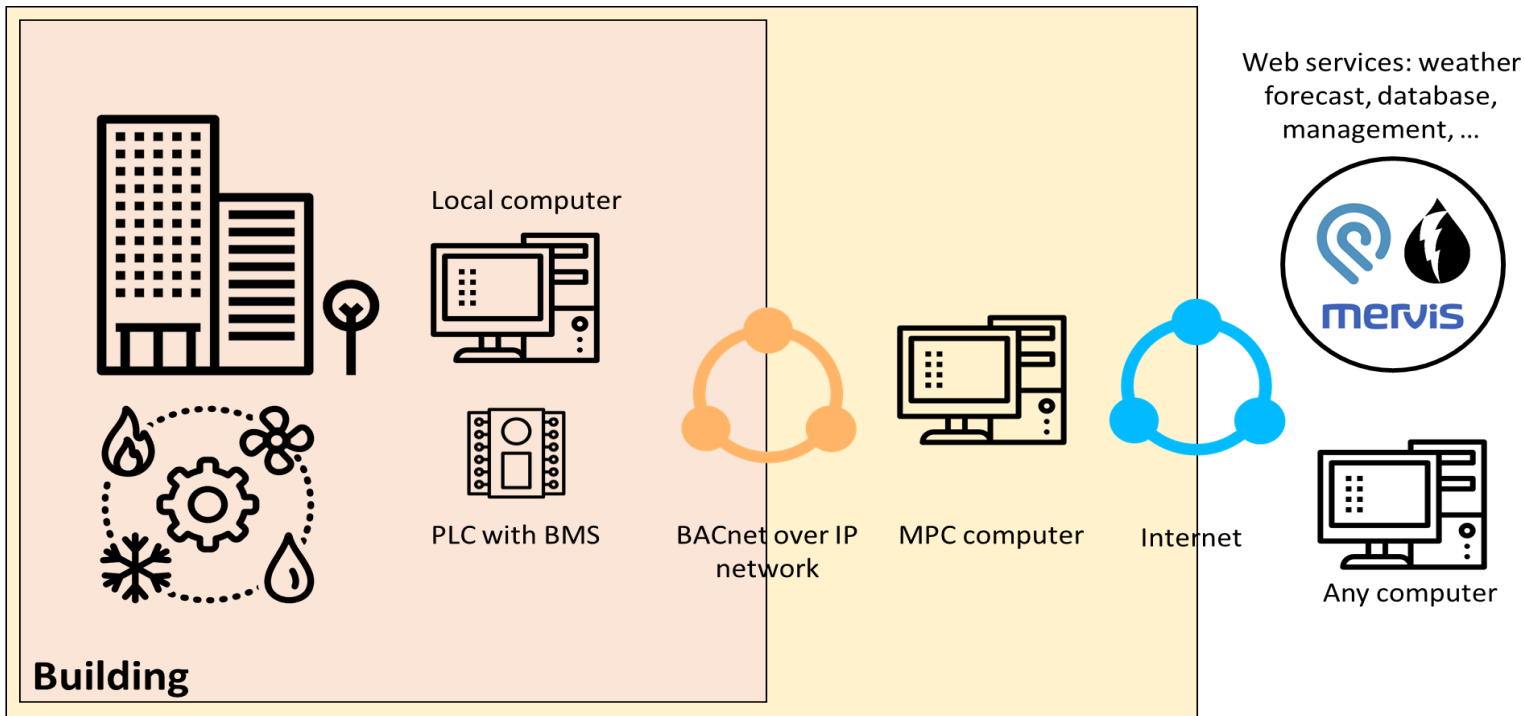 Web services: weather
forecast, database,
management, ...
mervis
Local computer
PLC with BMS
BACnet over IP
network
MPC computer
Internet
Any computer
Building